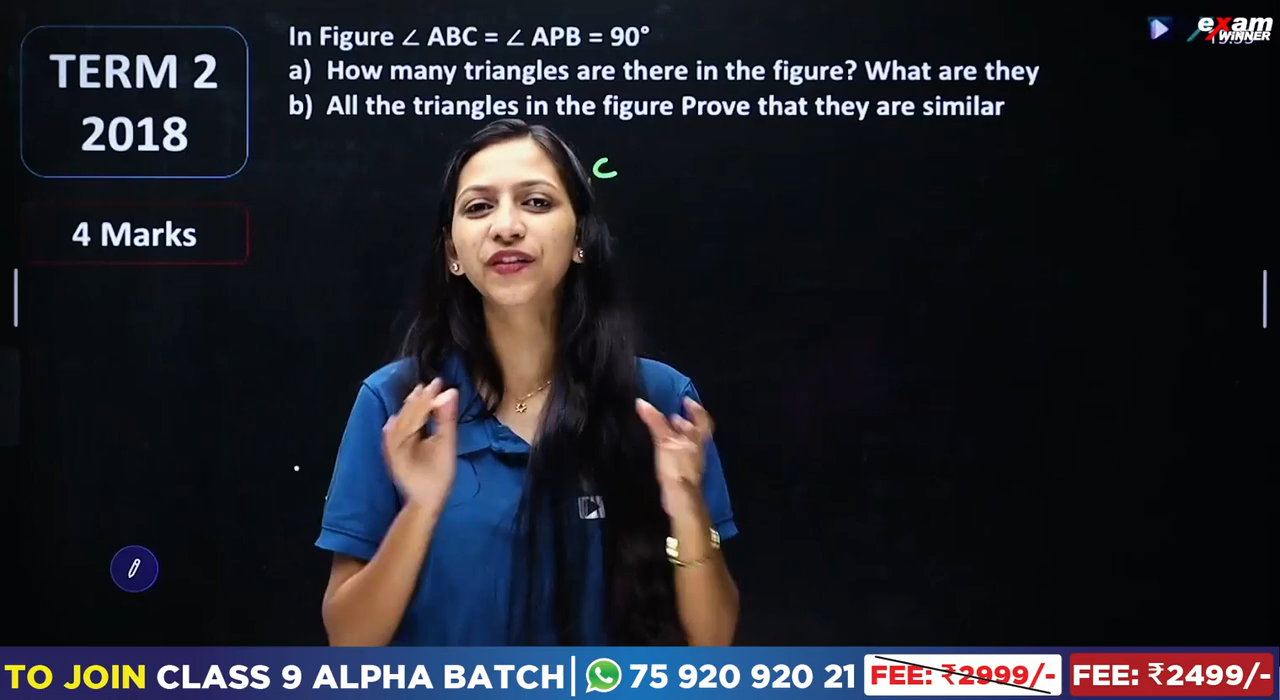 TERM 2
2018
4 Marks
In Figure ∠ ABC = ∠ APB = 90°
a) How many triangles are there in the figure? What are they
b) All the triangles in the figure Prove that they are similar
C
exam
WINNER
TO JOIN CLASS 9 ALPHA BATCH | 75 920 920 21 FEE: ₹2999/- FEE: ₹2499/-